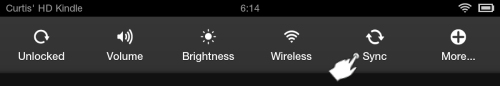 Curtis' HD Kindle 6:14
Unlocked Volume Brightness Wireless Sync More...